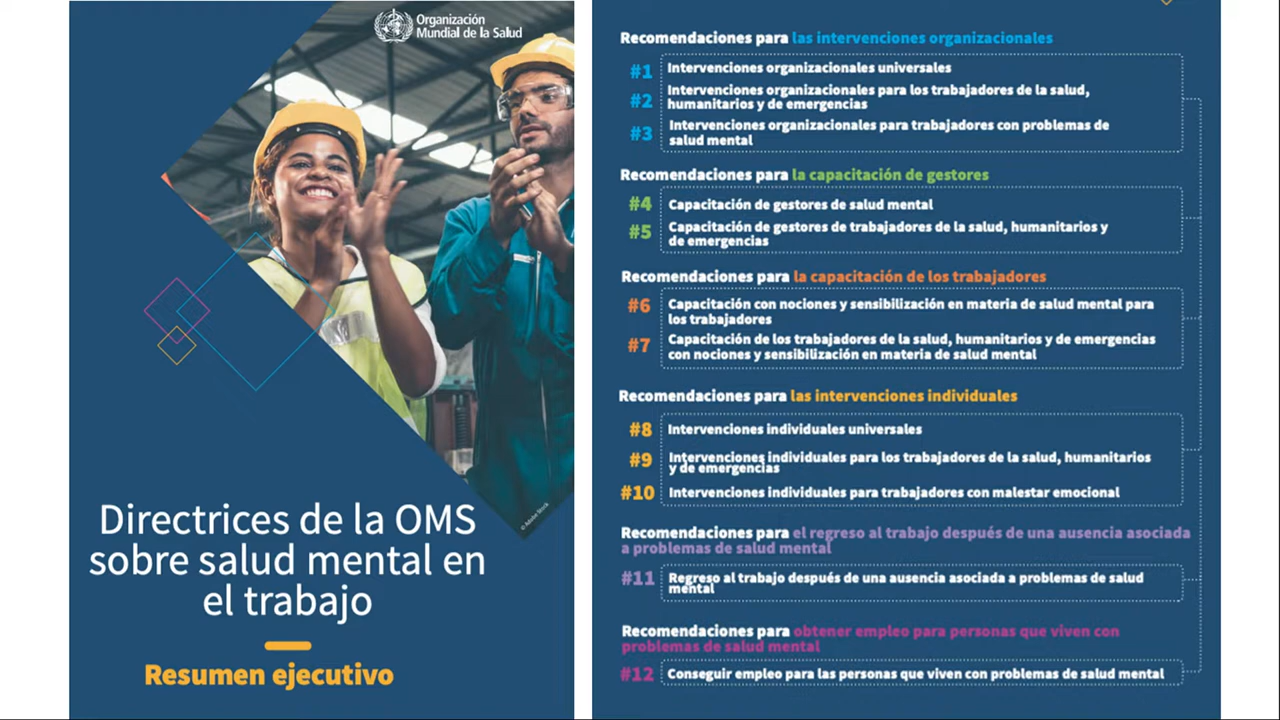 Organización
Mundial de la Salud
© Adobe Stock
Directrices de la OMS
sobre salud mental en
el trabajo
Resumen ejecutivo
Recomendaciones para las intervenciones organizacionales
#1 Intervenciones organizacionales universales
#2 Intervenciones organizacionales para los trabajadores de la salud,
humanitarios y de emergencias
#3 Intervenciones organizacionales para trabajadores con problemas de
salud mental
Recomendaciones para la capacitación de gestores
#4 Capacitación de gestores de salud mental
#5 Capacitación de gestores de trabajadores de la salud, humanitarios y
de emergencias
Recomendaciones para la capacitación de los trabajadores
#6 Capacitación con nociones y sensibilización en materia de salud mental para
los trabajadores
#7 Capacitación de los trabajadores de la salud, humanitarios y de emergencias
con nociones y sensibilización en materia de salud mental
Recomendaciones para las intervenciones individuales
#8 Intervenciones individuales universales
#9 Intervenciones individuales para los trabajadores de la salud, humanitarios
y de emergencias
#10 Intervenciones individuales para trabajadores con malestar emocional
Recomendaciones para el regreso al trabajo después de una ausencia asociada
a problemas de salud mental
#11 Regreso al trabajo después de una ausencia asociada a problemas de salud
mental
Recomendaciones para obtener empleo para personas que viven con
problemas de salud mental
#12 Conseguir empleo para las personas que viven con problemas de salud mental